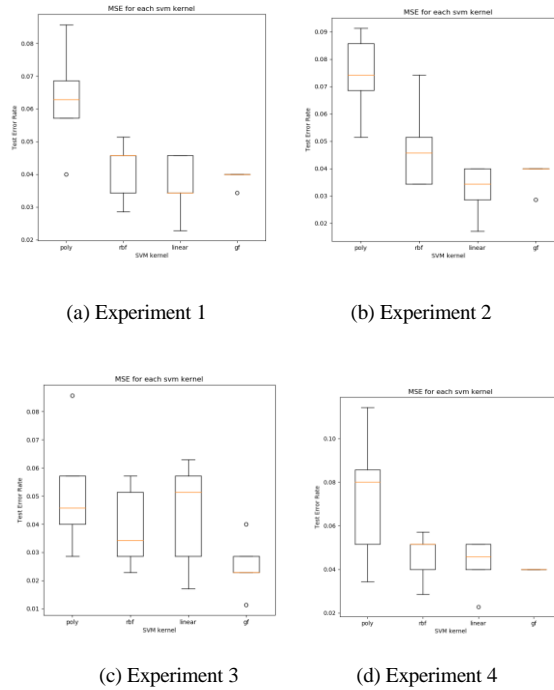 MSE for each svm kernel
0.08
0.07
0.06
0.05
0.04
0.03
0.02
Test Error Rate
poly rbf linear gf
SVM kernel
(a) Experiment 1
MSE for each svm kernel
0.09
0.08
0.07
0.06
0.05
0.04
0.03
0.02
Test Error Rate
poly rbf linear gf
SVM kernel
(b) Experiment 2
MSE for each svm kernel
0.08
0.07
0.06
0.05
0.04
0.03
0.02
0.01
Test Error Rate
poly rbf linear gf
SVM kernel
(c) Experiment 3
MSE for each svm kernel
0.10
0.08
0.06
0.04
0.02
Test Error Rate
poly rbf linear gf
SVM kernel
(d) Experiment 4